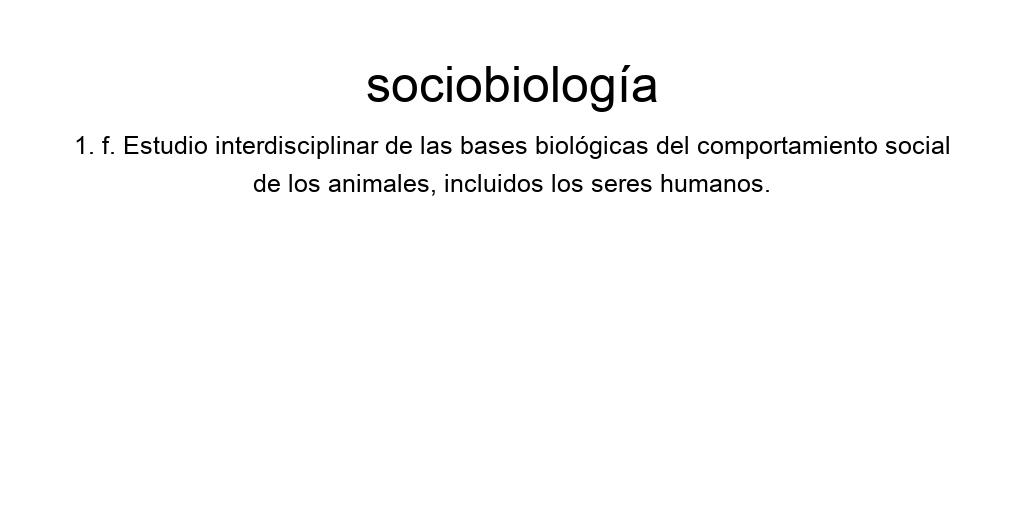 sociobiología
1. f. Estudio interdisciplinar de las bases biológicas del comportamiento social
de los animales, incluidos los seres humanos.